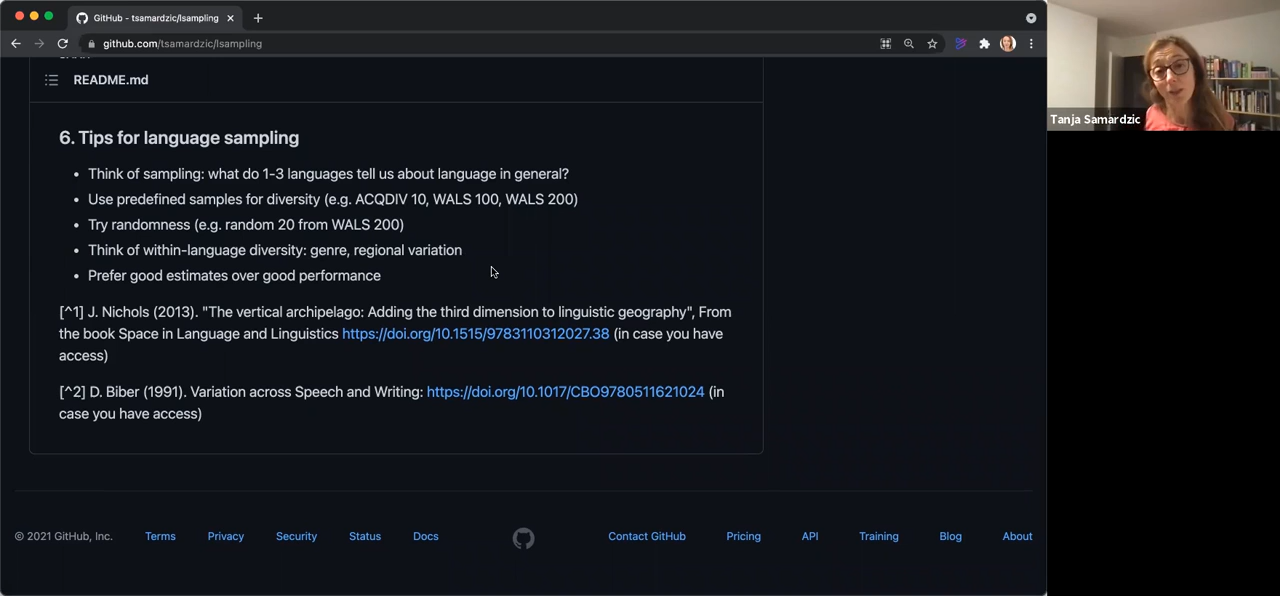 GitHub - tsamardzic/lsampling
github.com/tsamardzic/lsampling
README.md
6. Tips for language sampling
• Think of sampling: what do 1-3 languages tell us about language in general?
• Use predefined samples for diversity (e.g. ACQDIV 10, WALS 100, WALS 200)
• Try randomness (e.g. random 20 from WALS 200)
• Think of within-language diversity: genre, regional variation
• Prefer good estimates over good performance
[^1] J. Nichols (2013). "The vertical archipelago: Adding the third dimension to linguistic geography", From
the book Space in Language and Linguistics https://doi.org/10.1515/9783110312027.38 (in case you have
access)
[^2] D. Biber (1991). Variation across Speech and Writing: https://doi.org/10.1017/CBO9780511621024 (in
case you have access)
© 2021 GitHub, Inc. Terms Privacy Security Status Docs Contact GitHub Pricing API Training Blog About
Tanja Samardzic